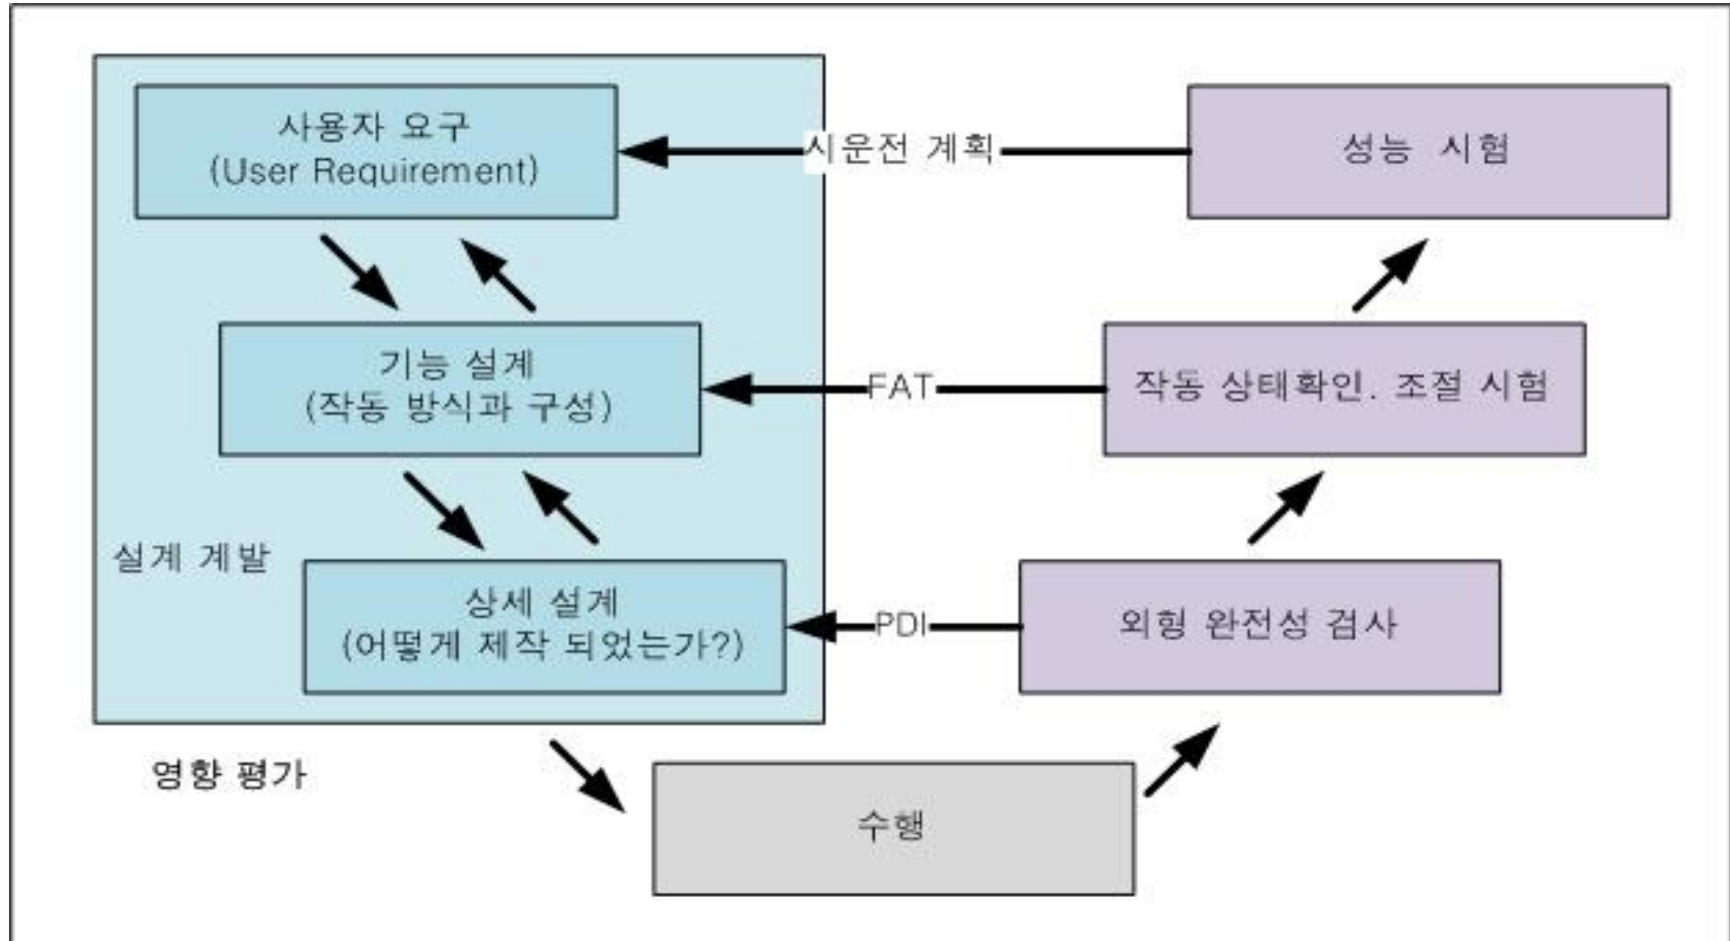 사용자 요구
(User Requirement)
시운전 계획
성능 시험
기능 설계
(작동 방식과 구성)
FAT
작동 상태확인. 조절 시험
설계 계발
상세 설계
(어떻게 제작 되었는가?)
PDI
외형 완전성 검사
영향 평가
수행